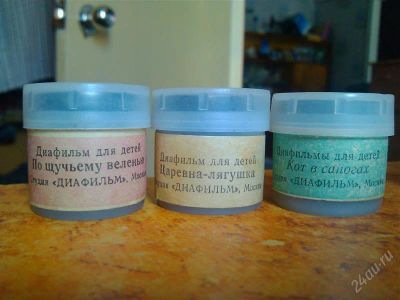 Диафильм для детей
По щучьему веленью
Студия «ДИАФИЛЬМ», Москва
Диафильм для детей
Царевна-лягушка
Студия «ДИАФИЛЬМ», Москва
Диафильмы для детей
Кот в сапогах
Студия «ДИАФИЛЬМ», Москва
24au.ru